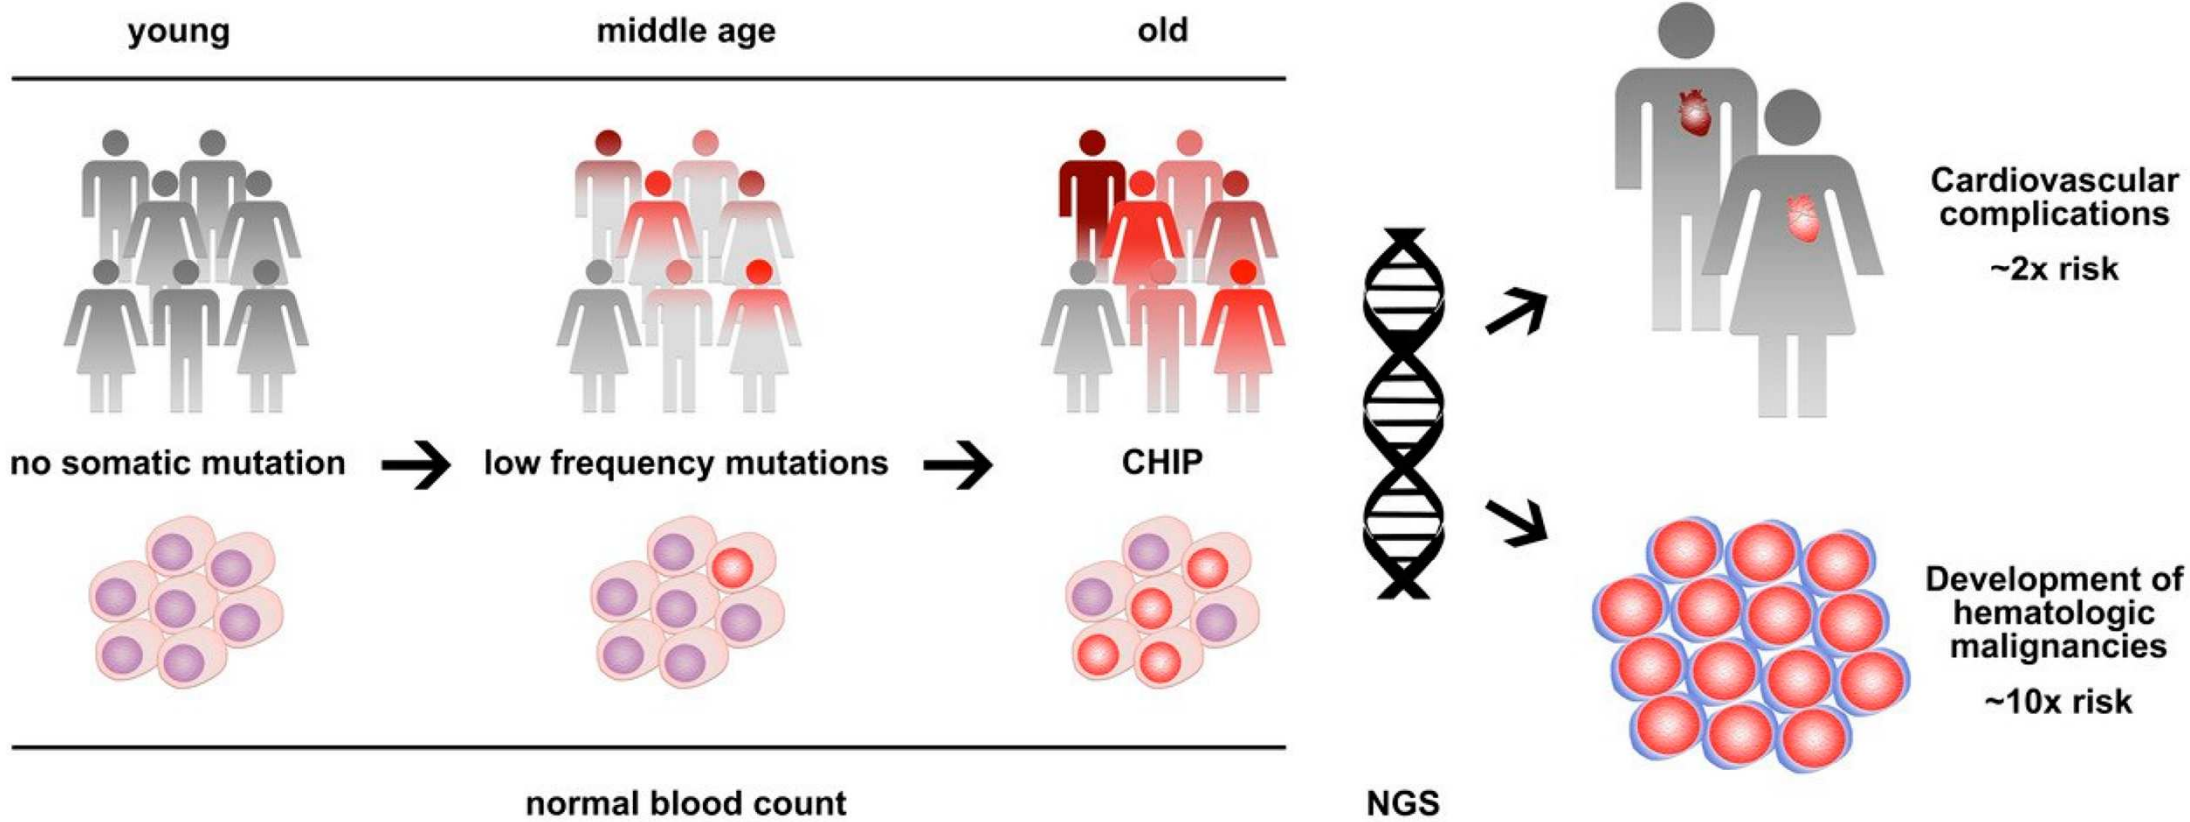 young
middle age
old
no somatic mutation
low frequency mutations
CHIP
normal blood count
NGS
Cardiovascular
complications
~2x risk
Development of
hematologic
malignancies
~10x risk